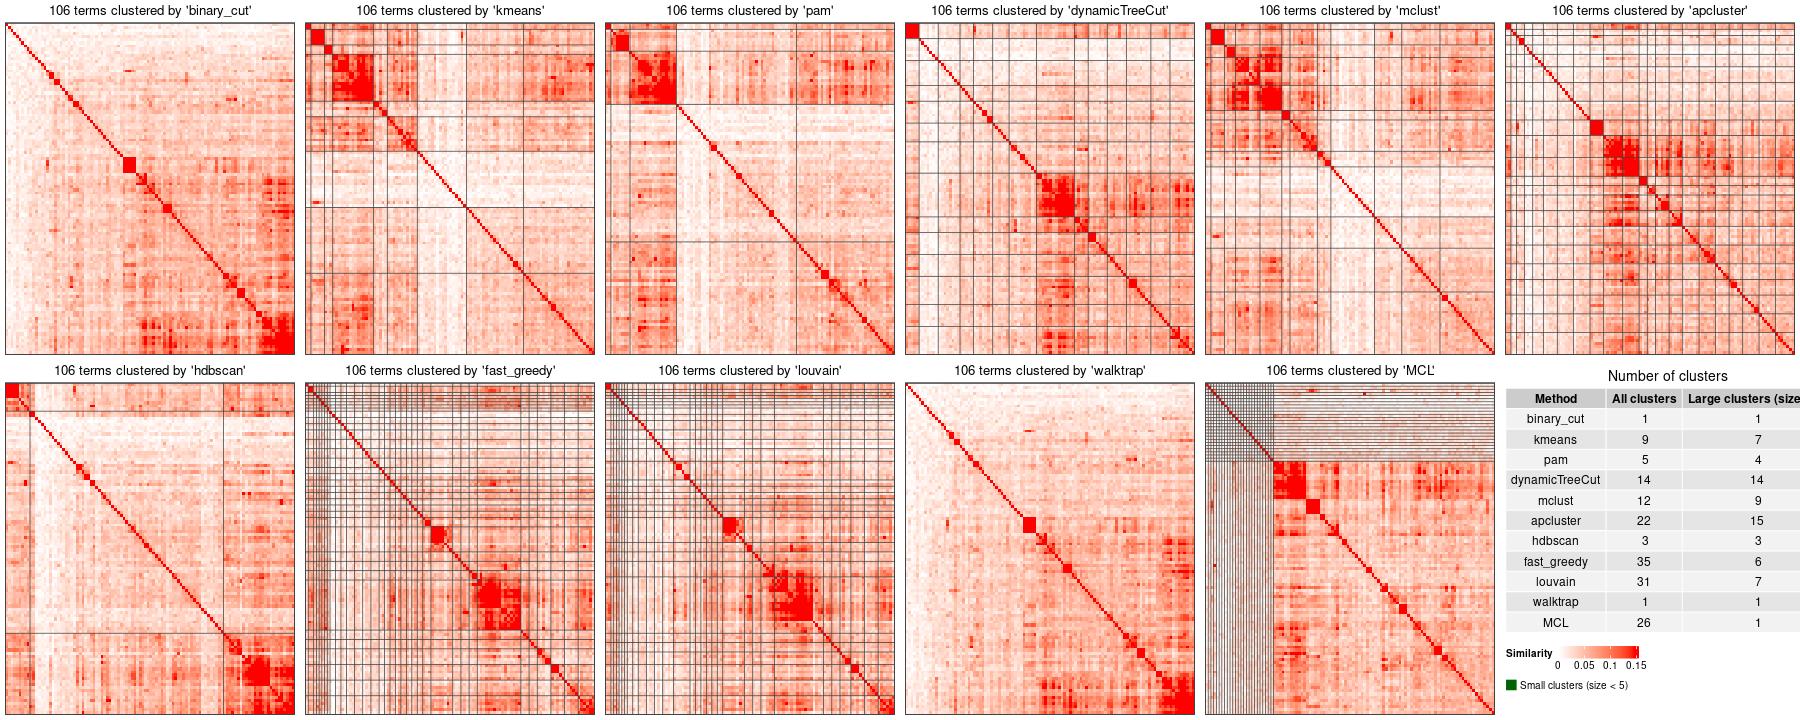 106 terms clustered by 'binary_cut'
106 terms clustered by 'kmeans'
106 terms clustered by 'pam'
106 terms clustered by 'dynamicTreeCut'
106 terms clustered by 'mclust'
106 terms clustered by 'apcluster'
106 terms clustered by 'hdbscan'
106 terms clustered by 'fast_greedy'
106 terms clustered by 'louvain'
106 terms clustered by 'walktrap'
106 terms clustered by 'MCL'
Number of clusters
Method All clusters Large clusters (size
binary_cut 1 1
kmeans 9 7
pam 5 4
dynamicTreeCut 14 14
mclust 12 9
apcluster 22 15
hdbscan 3 3
fast_greedy 35 6
louvain 31 7
walktrap 1 1
MCL 26 1
Similarity
0 0.05 0.1 0.15
Small clusters (size < 5)